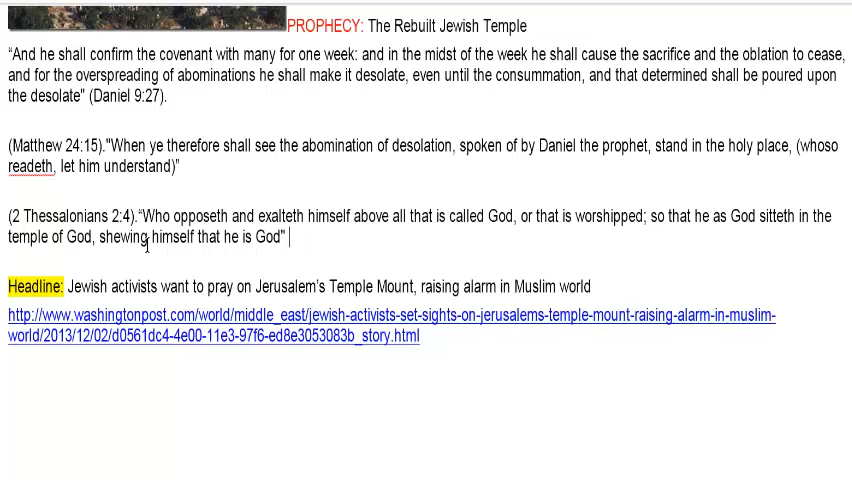 PROPHECY: The Rebuilt Jewish Temple
“And he shall confirm the covenant with many for one week: and in the midst of the week he shall cause the sacrifice and the oblation to cease,
and for the overspreading of abominations he shall make it desolate, even until the consummation, and that determined shall be poured upon
the desolate" (Daniel 9:27).
(Matthew 24:15)."When ye therefore shall see the abomination of desolation, spoken of by Daniel the prophet, stand in the holy place, (whoso
readeth, let him understand)”
(2 Thessalonians 2:4).“Who opposeth and exalteth himself above all that is called God, or that is worshipped; so that he as God sitteth in the
temple of God, shewing himself that he is God"
Headline: Jewish activists want to pray on Jerusalem’s Temple Mount, raising alarm in Muslim world
http://www.washingtonpost.com/world/middle_east/jewish-activists-set-sights-on-jerusalems-temple-mount-raising-alarm-in-muslim-
world/2013/12/02/d0561dc4-4e00-11e3-97f6-ed8e3053083b_story.html